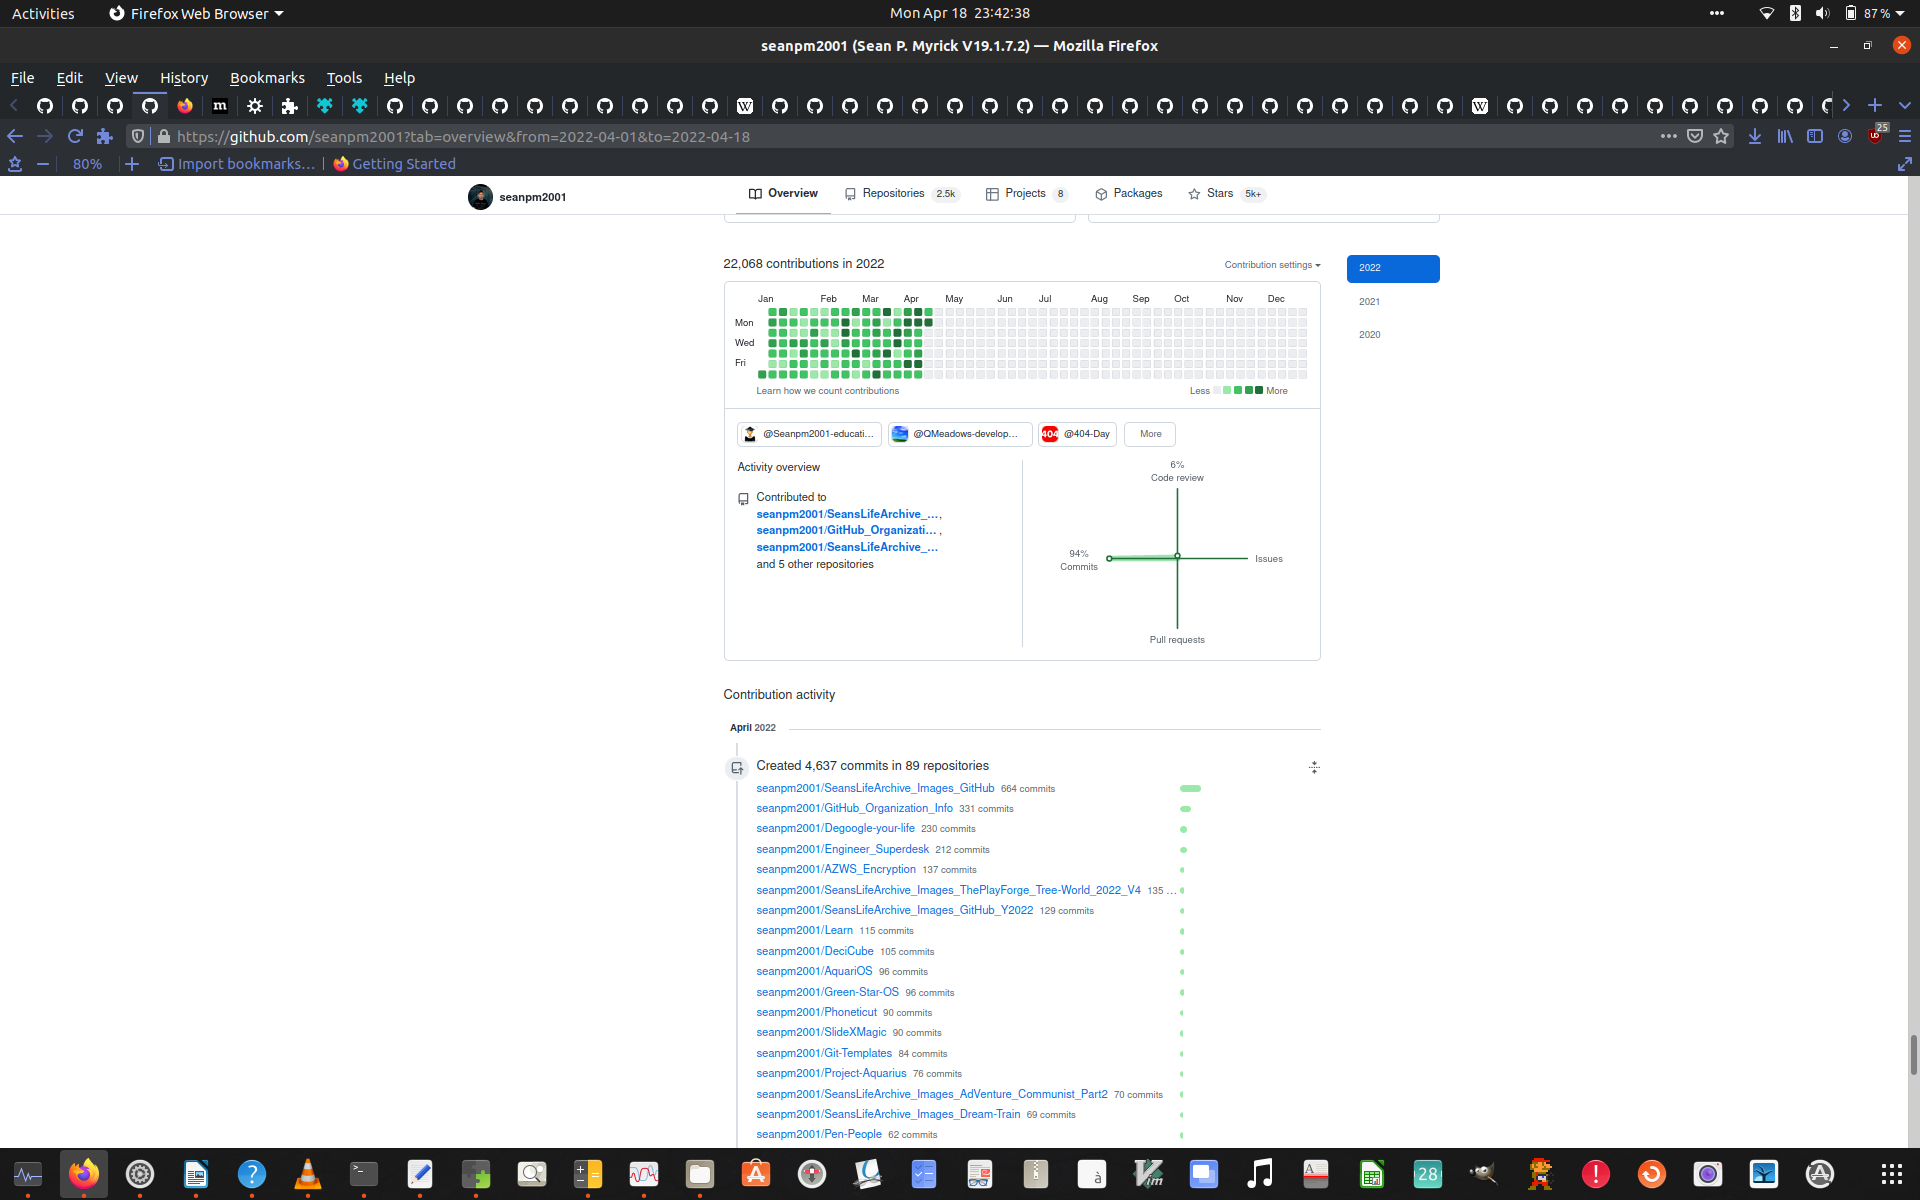 Activities
Firefox Web Browser
Mon Apr 18 23:42:38
87 %
seanpm2001 (Sean P. Myrick V19.1.7.2) — Mozilla Firefox
File Edit View History Bookmarks Tools Help
https://github.com/seanpm2001?tab=overview&from=2022-04-01&to=2022-04-18
25
80%
Import bookmarks...
Getting Started
seanpm2001
Overview
Repositories 2.5k
Projects 8
Packages
Stars 5k+
22,068 contributions in 2022
Contribution settings
2022
2021
2020
Jan Feb Mar Apr May Jun Jul Aug Sep Oct Nov Dec
Mon
Wed
Fri
Learn how we count contributions
Less More
@Seanpm2001-educati...
@QMeadows-develop...
404 @404-Day
More
Activity overview
Contributed to
seanpm2001/SeansLifeArchive_...,
seanpm2001/GitHub_Organizati... ,
seanpm2001/SeansLifeArchive_...
and 5 other repositories
6%
Code review
94%
Commits
Issues
Pull requests
Contribution activity
April 2022
Created 4,637 commits in 89 repositories
seanpm2001/SeansLifeArchive_Images_GitHub 664 commits
seanpm2001/GitHub_Organization_Info 331 commits
seanpm2001/Degoogle-your-life 230 commits
seanpm2001/Engineer_Superdesk 212 commits
seanpm2001/AZWS_Encryption 137 commits
seanpm2001/SeansLifeArchive_Images_ThePlayForge_Tree-World_2022_V4 135 ...
seanpm2001/SeansLifeArchive_Images_GitHub_Y2022 129 commits
seanpm2001/Learn 115 commits
seanpm2001/DeciCube 105 commits
seanpm2001/AquariOS 96 commits
seanpm2001/Green-Star-OS 96 commits
seanpm2001/Phoneticut 90 commits
seanpm2001/SlideXMagic 90 commits
seanpm2001/Git-Templates 84 commits
seanpm2001/Project-Aquarius 76 commits
seanpm2001/SeansLifeArchive_Images_AdVenture_Communist_Part2 70 commits
seanpm2001/SeansLifeArchive_Images_Dream-Train 69 commits
seanpm2001/Pen-People 62 commits
28